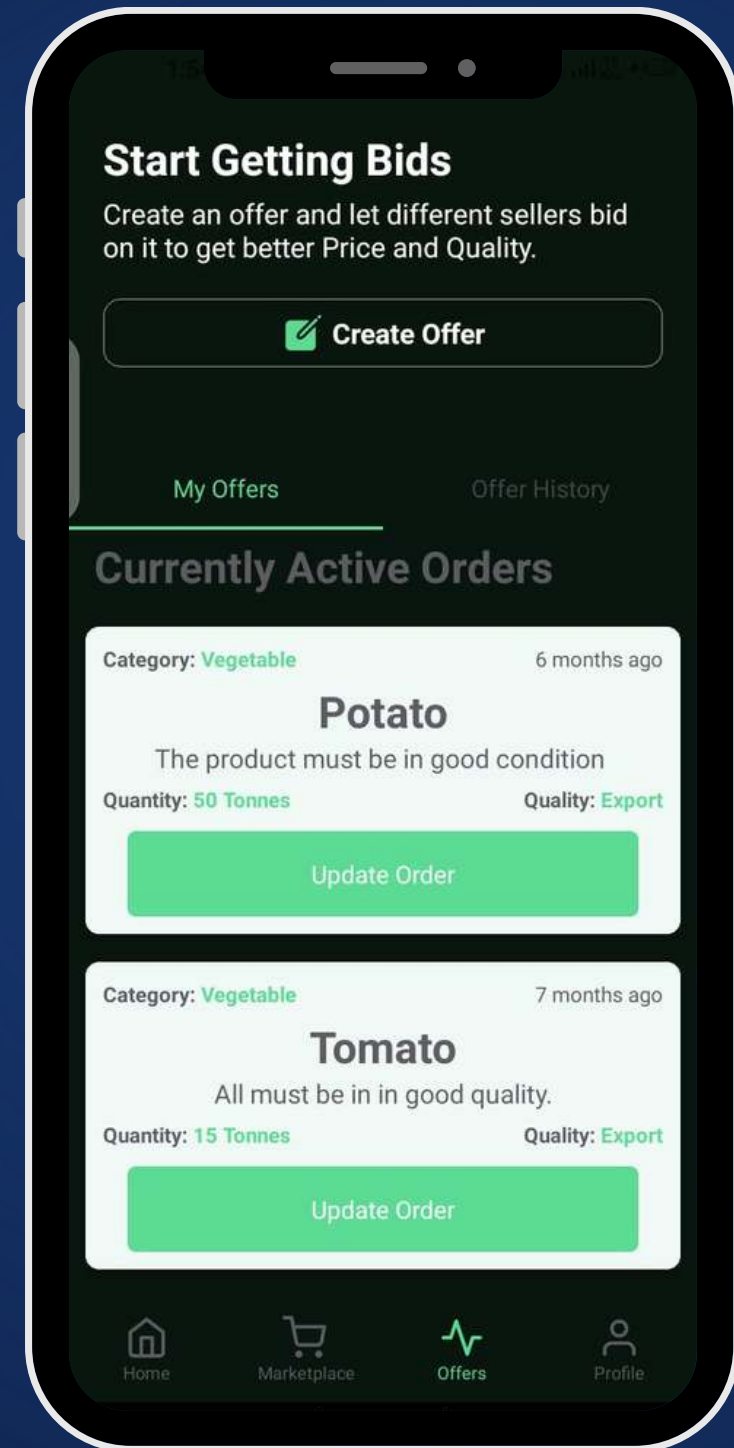 Start Getting Bids
Create an offer and let different sellers bid
on it to get better Price and Quality.
Create Offer
My Offers
Offer History
Currently Active Orders
Category: Vegetable
6 months ago
Potato
The product must be in good condition
Quantity: 50 Tonnes
Quality: Export
Update Order
Category: Vegetable
7 months ago
Tomato
All must be in in good quality.
Quantity: 15 Tonnes
Quality: Export
Update Order
Home
Marketplace
Offers
Profile